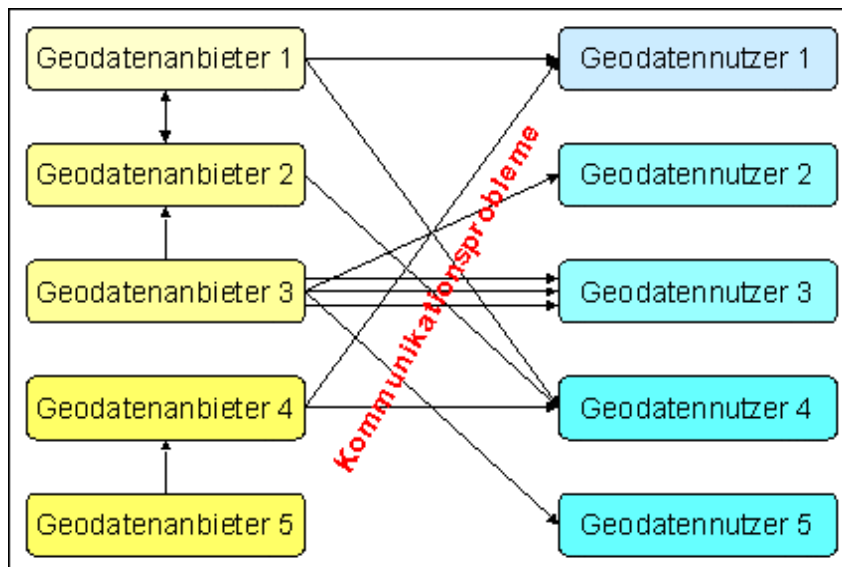 Geodatenanbieter 1
Geodatennutzer 1
Geodatenanbieter 2
Geodatennutzer 2
Geodatenanbieter 3
Geodatennutzer 3
Geodatenanbieter 4
Geodatennutzer 4
Geodatenanbieter 5
Geodatennutzer 5
Kommunikationsprobleme